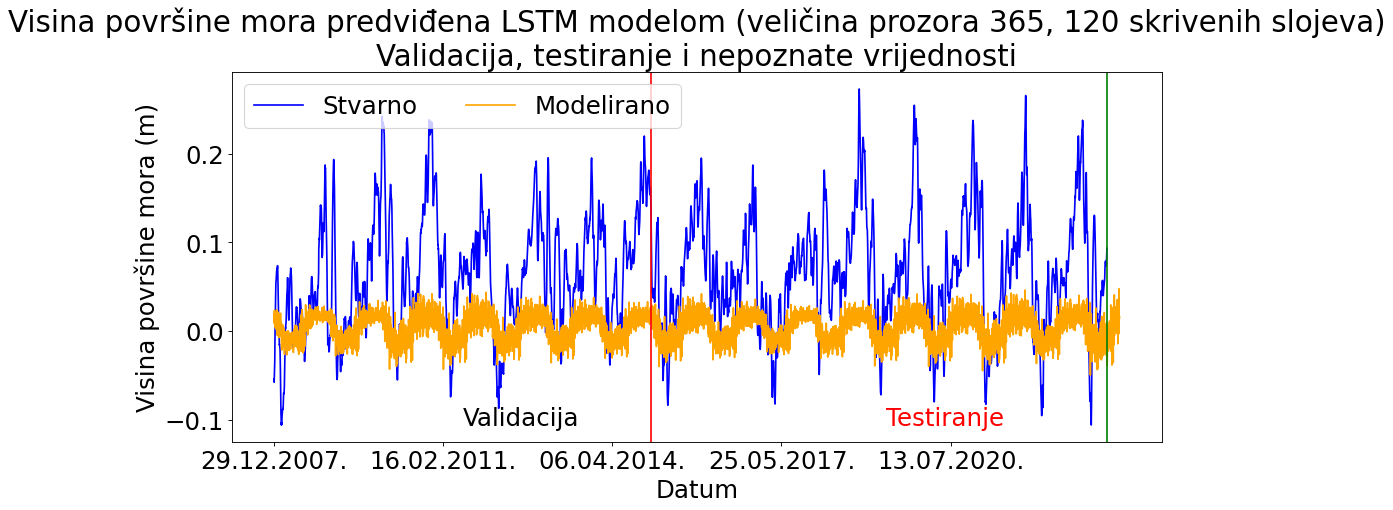 Visina površine mora predviđena LSTM modelom (veličina prozora 365, 120 skrivenih slojeva)
Validacija, testiranje i nepoznate vrijednosti
Stvarno
Modelirano
Visina površine mora (m)
0.2
0.1
0.0
−0.1
Validacija
Testiranje
29.12.2007.
16.02.2011.
06.04.2014.
25.05.2017.
13.07.2020.
Datum